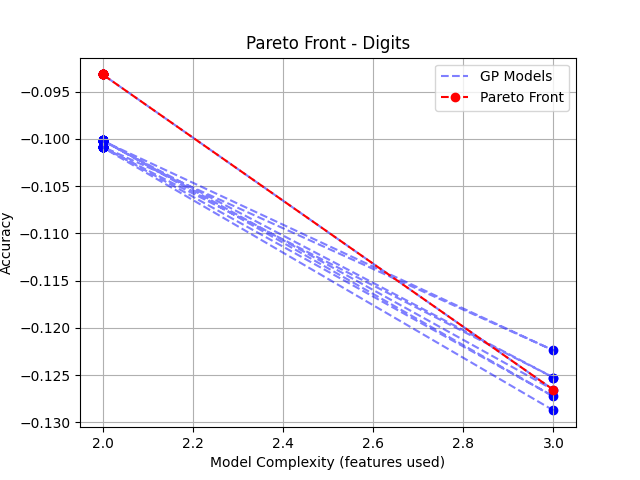 Pareto Front - Digits
GP Models
Pareto Front
Accuracy
−0.095
−0.100
−0.105
−0.110
−0.115
−0.120
−0.125
−0.130
2.0 2.2 2.4 2.6 2.8 3.0
Model Complexity (features used)